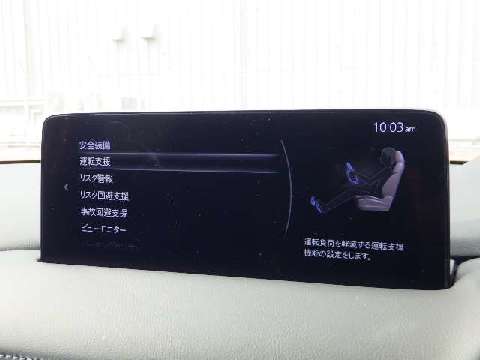 10:03am
安全装備
運転支援
リスク警報
リスク回避支援
事故回避支援
ビューモニター
運転負荷を軽減する運転支援
機能の設定をします。